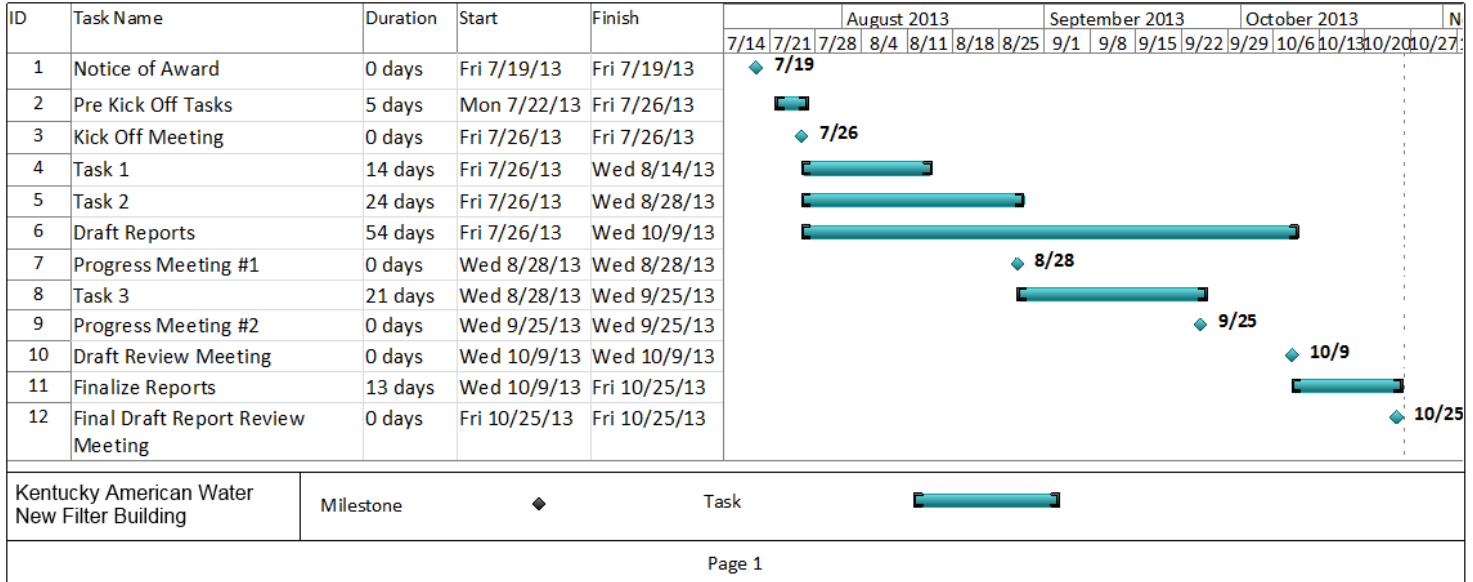 ID Task Name Duration Start Finish August 2013 September 2013 October 2013 N
7/14 7/21 7/28 8/4 8/11 8/18 8/25 9/1 9/8 9/15 9/22 9/29 10/6 10/13 10/20 10/27
1 Notice of Award 0 days Fri 7/19/13 Fri 7/19/13 7/19
2 Pre Kick Off Tasks 5 days Mon 7/22/13 Fri 7/26/13
3 Kick Off Meeting 0 days Fri 7/26/13 Fri 7/26/13 7/26
4 Task 1 14 days Fri 7/26/13 Wed 8/14/13
5 Task 2 24 days Fri 7/26/13 Wed 8/28/13
6 Draft Reports 54 days Fri 7/26/13 Wed 10/9/13
7 Progress Meeting #1 0 days Wed 8/28/13 Wed 8/28/13 8/28
8 Task 3 21 days Wed 8/28/13 Wed 9/25/13
9 Progress Meeting #2 0 days Wed 9/25/13 Wed 9/25/13 9/25
10 Draft Review Meeting 0 days Wed 10/9/13 Wed 10/9/13 10/9
11 Finalize Reports 13 days Wed 10/9/13 Fri 10/25/13
12 Final Draft Report Review 0 days Fri 10/25/13 Fri 10/25/13 10/25
Meeting
Kentucky American Water
New Filter Building
Milestone Task
Page 1